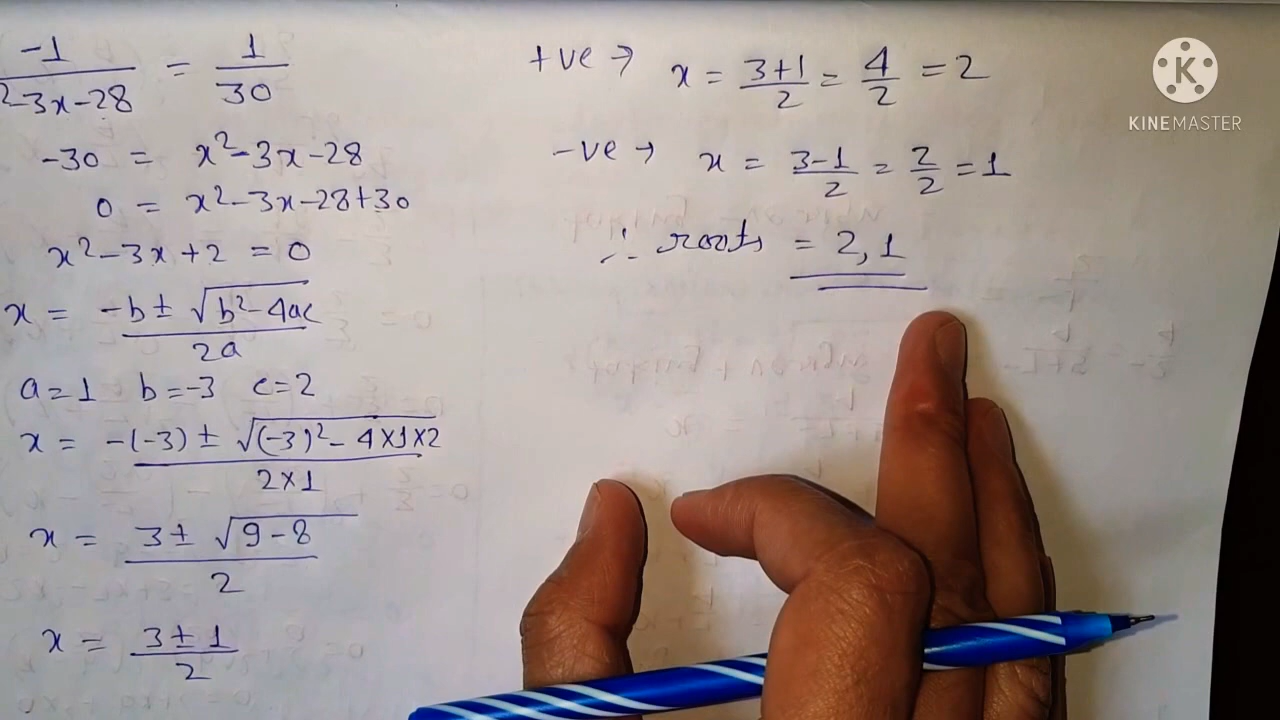 -1/(²-3x-28) = 1/30
-30 = x²-3x-28
0 = x²-3x-28+30
x²-3x+2 = 0
x = (-b ± √(b²-4ac))/2a
a=1 b=-3 c=2
x = (-(-3) ± √((-3)²-4×1×2))/(2×1)
x = (3 ± √(9-8))/2
x = (3±1)/2
+ve → x = (3+1)/2 = 4/2 = 2
-ve → x = (3-1)/2 = 2/2 = 1
∴ roots = 2, 1
K
KINEMASTER